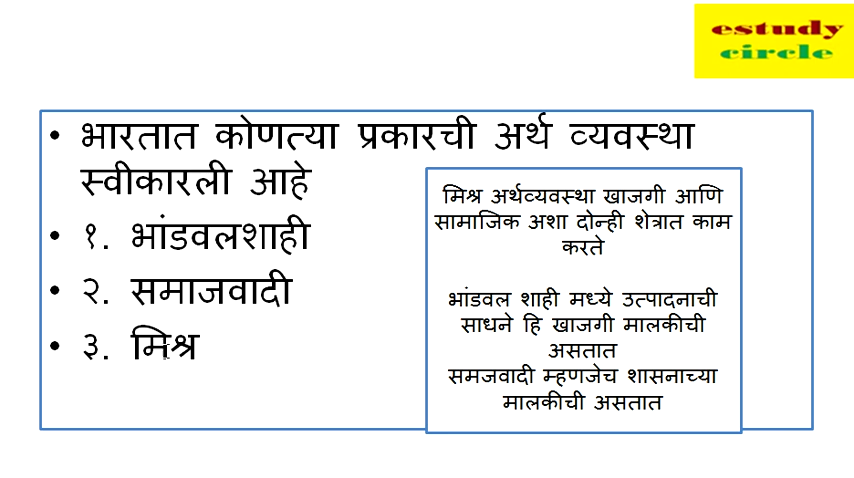 estudy
circle
• भारतात कोणत्या प्रकारची अर्थ व्यवस्था
स्वीकारली आहे
• १. भांडवलशाही
• २. समाजवादी
• ३. मिश्र
मिश्र अर्थव्यवस्था खाजगी आणि
सामाजिक अशा दोन्ही शेत्रात काम
करते
भांडवल शाही मध्ये उत्पादनाची
साधने हि खाजगी मालकीची
असतात
समजवादी म्हणजेच शासनाच्या
मालकीची असतात